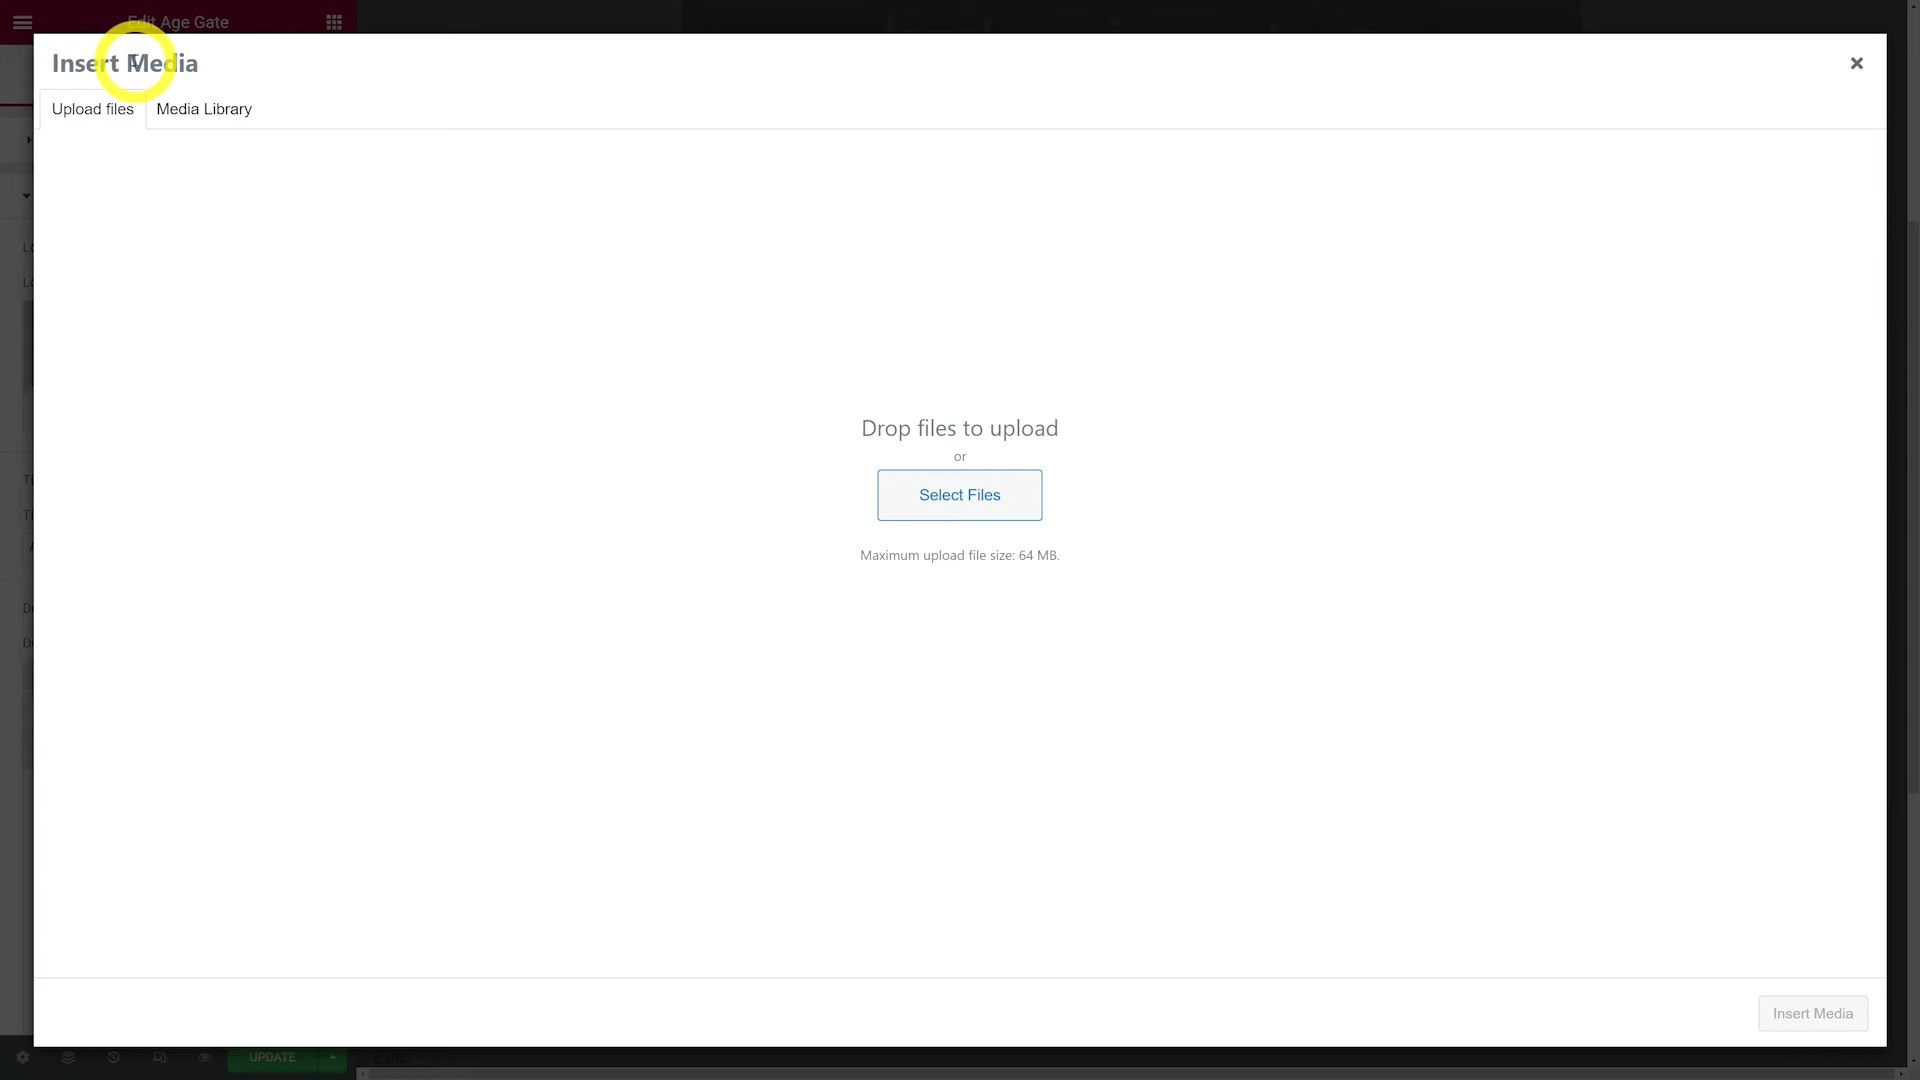 Edit Age Gate
Insert Media
Upload files
Media Library
Drop files to upload
or
Select Files
Maximum upload file size: 64 MB.
Insert Media
UPDATE